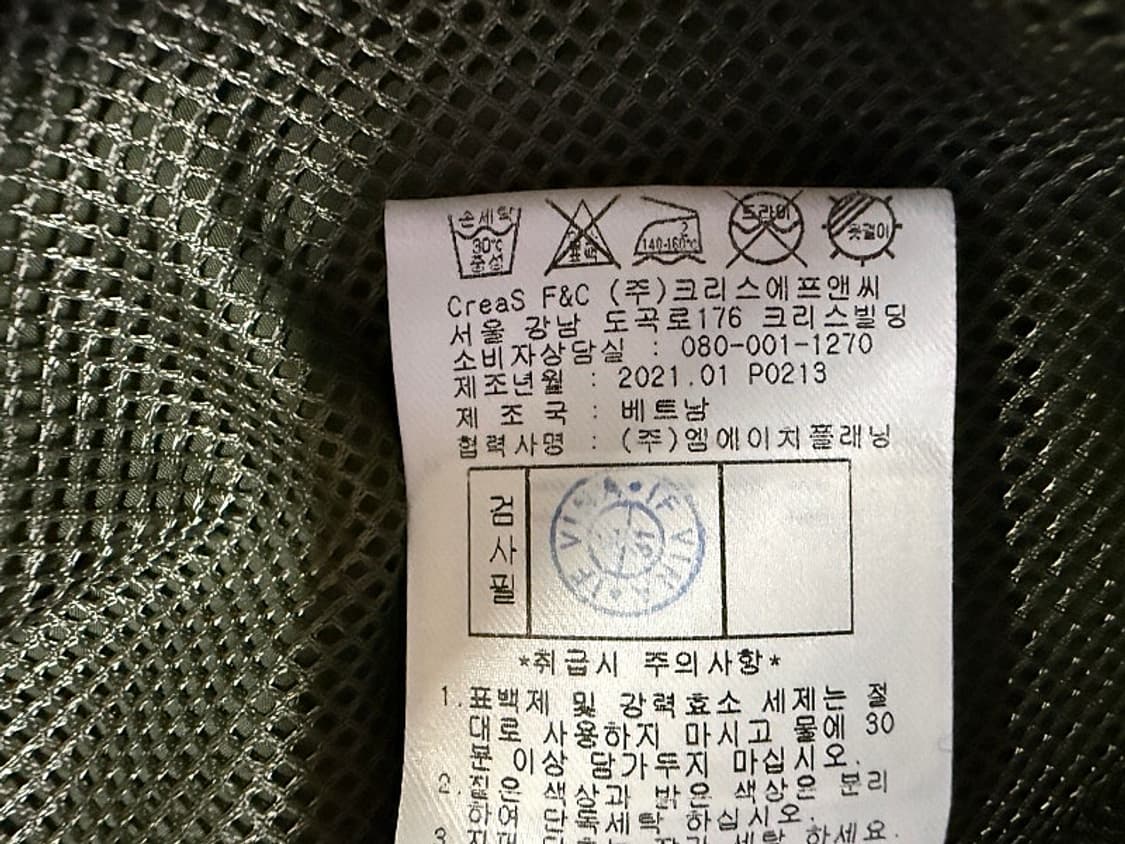 손세탁
30℃
중성
표백
2
140-160℃
드라이
옷걸이
CreaS F&C (주)크리스에프앤씨
서울 강남 도곡로176 크리스빌딩
소비자상담실 : 080-001-1270
제조년월 : 2021.01 P0213
제 조 국 : 베트남
협력사명 : (주)엠에이치플래닝
검
사
필
*취급시 주의사항*
1.표백제 및 강력효소 세제는 절
대로 사용하지 마시고 물에 30
분 이상 담가두지 마십시오.
2.짙은 색상과 밝은 색상은 분리
하여 단독세탁 하십시오.
3. 세탁 하세요.